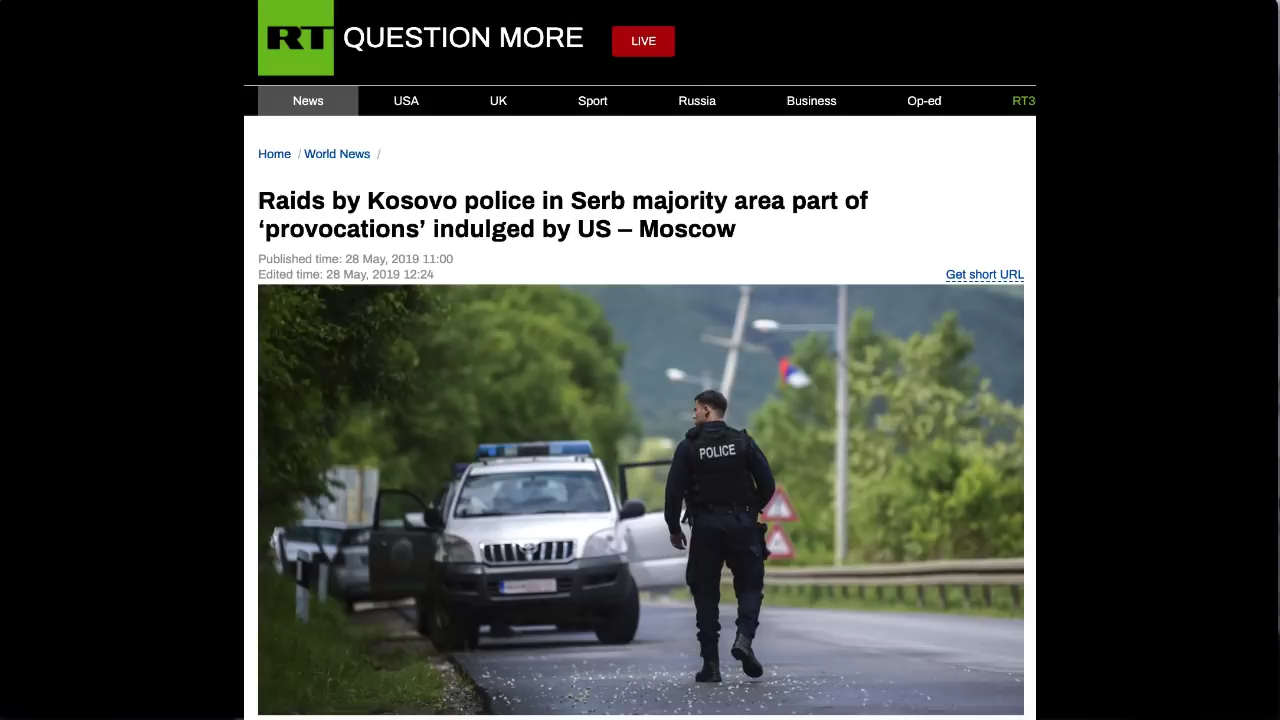 RT QUESTION MORE LIVE
News USA UK Sport Russia Business Op-ed RT3
Home / World News /
Raids by Kosovo police in Serb majority area part of
‘provocations’ indulged by US – Moscow
Published time: 28 May, 2019 11:00
Edited time: 28 May, 2019 12:24
Get short URL
POLICE